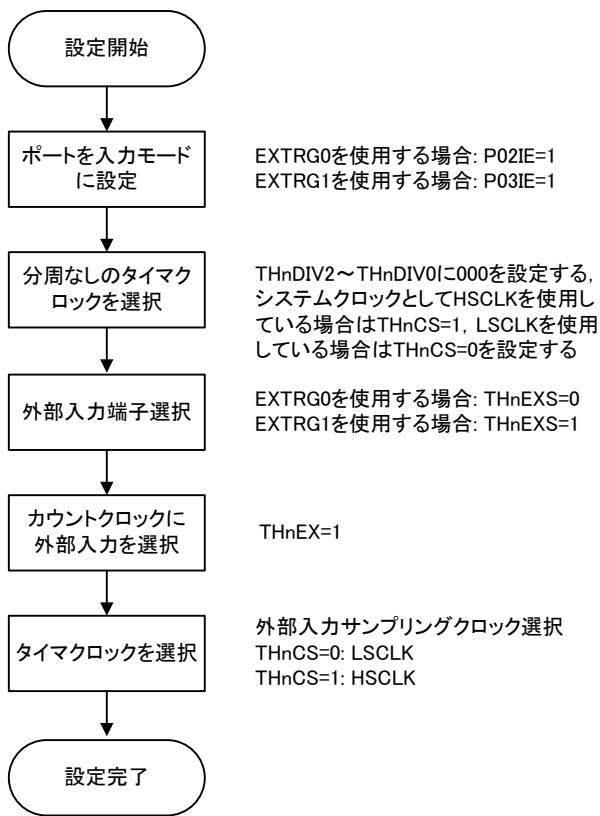 設定開始
ポートを入力モード
に設定
EXTRG0を使用する場合: P02IE=1
EXTRG1を使用する場合: P03IE=1
分周なしのタイマク
ロックを選択
THnDIV2～THnDIV0に000を設定する,
システムクロックとしてHSCLKを使用し
ている場合はTHnCS=1, LSCLKを使用
している場合はTHnCS=0を設定する
外部入力端子選択
EXTRG0を使用する場合: THnEXS=0
EXTRG1を使用する場合: THnEXS=1
カウントクロックに
外部入力を選択
THnEX=1
タイマクロックを選択
外部入力サンプリングクロック選択
THnCS=0: LSCLK
THnCS=1: HSCLK
設定完了